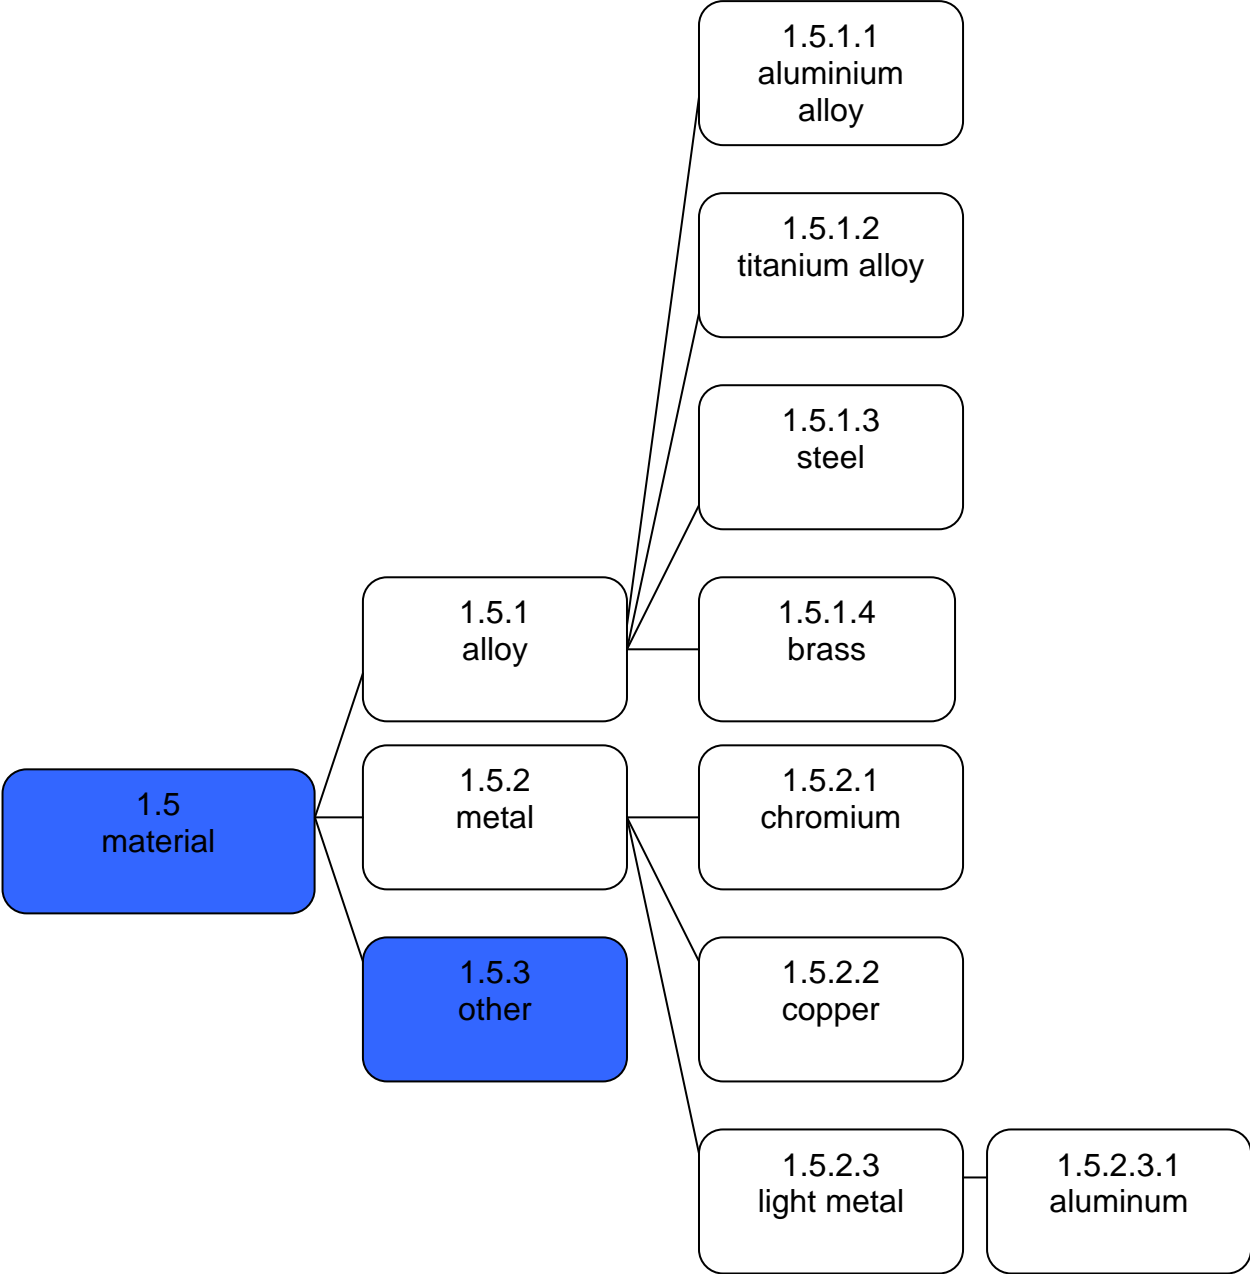 1.5.1.1
aluminium
alloy
1.5.1.2
titanium alloy
1.5.1.3
steel
1.5.1
alloy
1.5.1.4
brass
1.5
material
1.5.2
metal
1.5.2.1
chromium
1.5.3
other
1.5.2.2
copper
1.5.2.3
light metal
1.5.2.3.1
aluminum